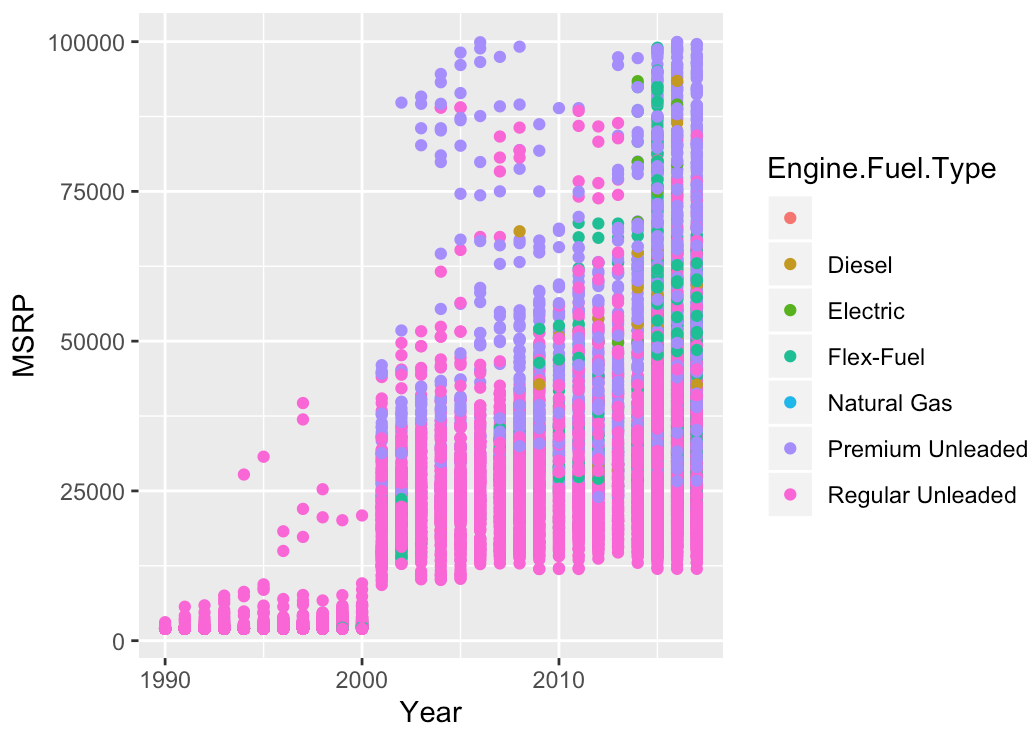 100000
75000
50000
25000
0
MSRP
1990
2000
2010
Year
Engine.Fuel.Type
Diesel
Electric
Flex-Fuel
Natural Gas
Premium Unleaded
Regular Unleaded